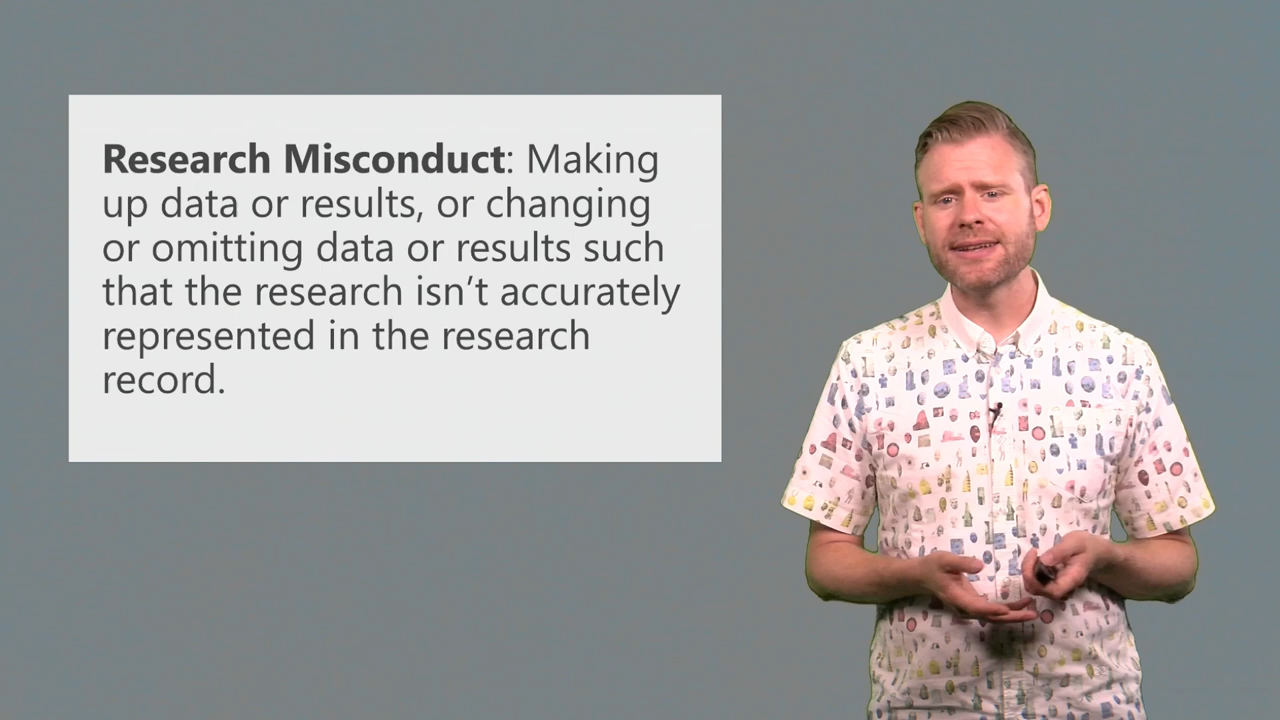 Research Misconduct: Making
up data or results, or changing
or omitting data or results such
that the research isn’t accurately
represented in the research
record.